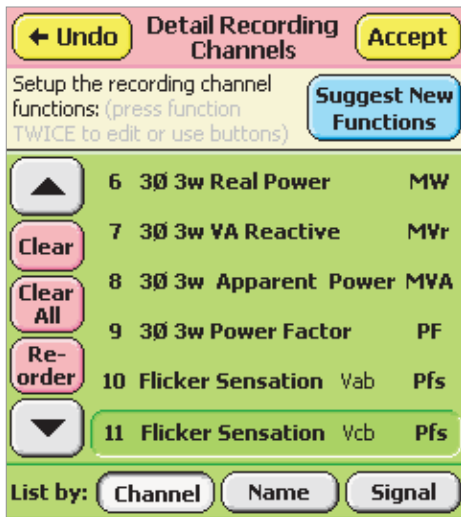 ← Undo
Detail Recording
Channels
Accept
Setup the recording channel
functions: (press function
TWICE to edit or use buttons)
Suggest New
Functions
6 3Ø 3w Real Power MW
7 3Ø 3w VA Reactive MVr
8 3Ø 3w Apparent Power MVA
9 3Ø 3w Power Factor PF
10 Flicker Sensation Vab Pfs
11 Flicker Sensation Vcb Pfs
Clear
Clear
All
Re-
order
List by: Channel Name Signal